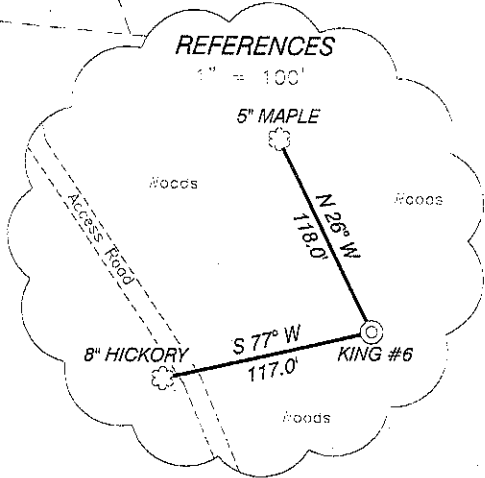 REFERENCES
1" = 100'
5" MAPLE
Woods
Woods
Access Road
N 26° W
118.0'
8" HICKORY
S 77° W
117.0'
KING #6
Woods